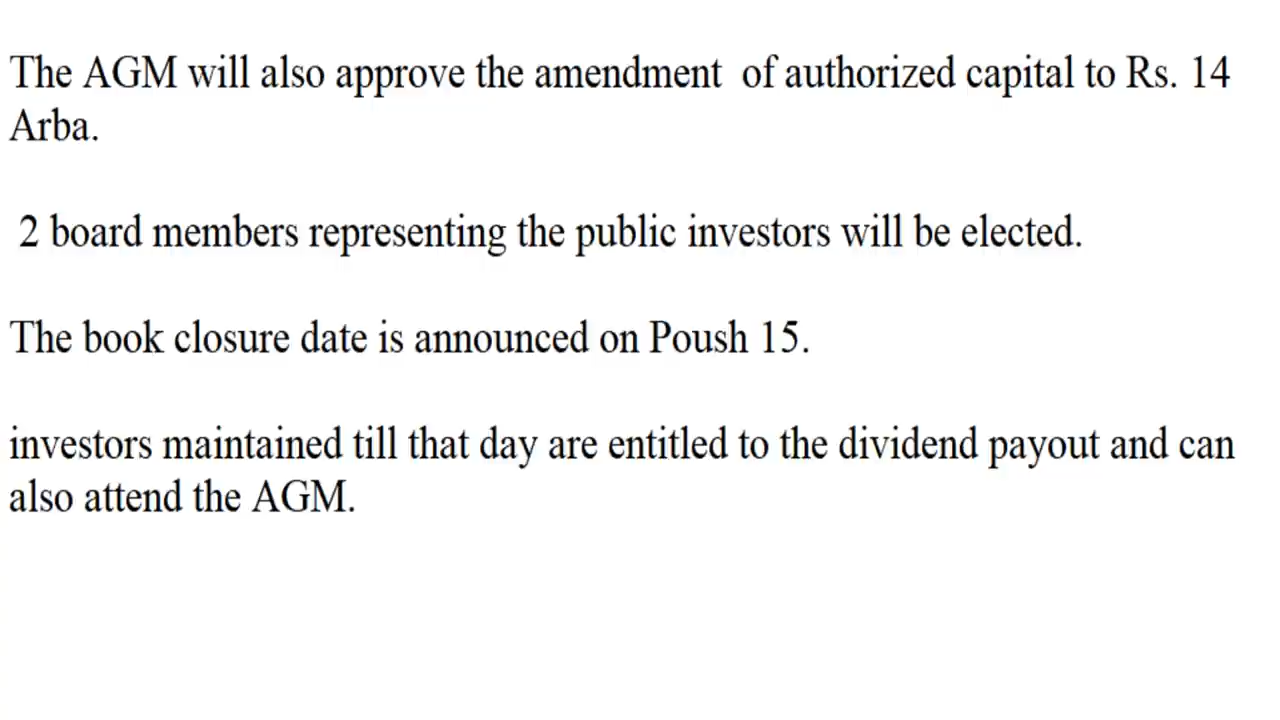 The AGM will also approve the amendment  of authorized capital to Rs. 14
Arba.
2 board members representing the public investors will be elected.
The book closure date is announced on Poush 15.
investors maintained till that day are entitled to the dividend payout and can
also attend the AGM.